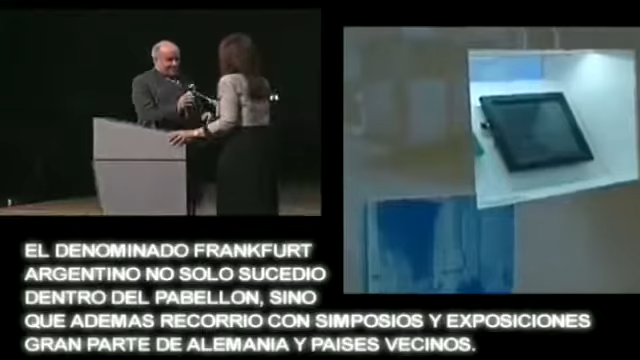 EL DENOMINADO FRANKFURT
ARGENTINO NO SOLO SUCEDIO
DENTRO DEL PABELLON, SINO
QUE ADEMAS RECORRIO CON SIMPOSIOS Y EXPOSICIONES
GRAN PARTE DE ALEMANIA Y PAISES VECINOS.